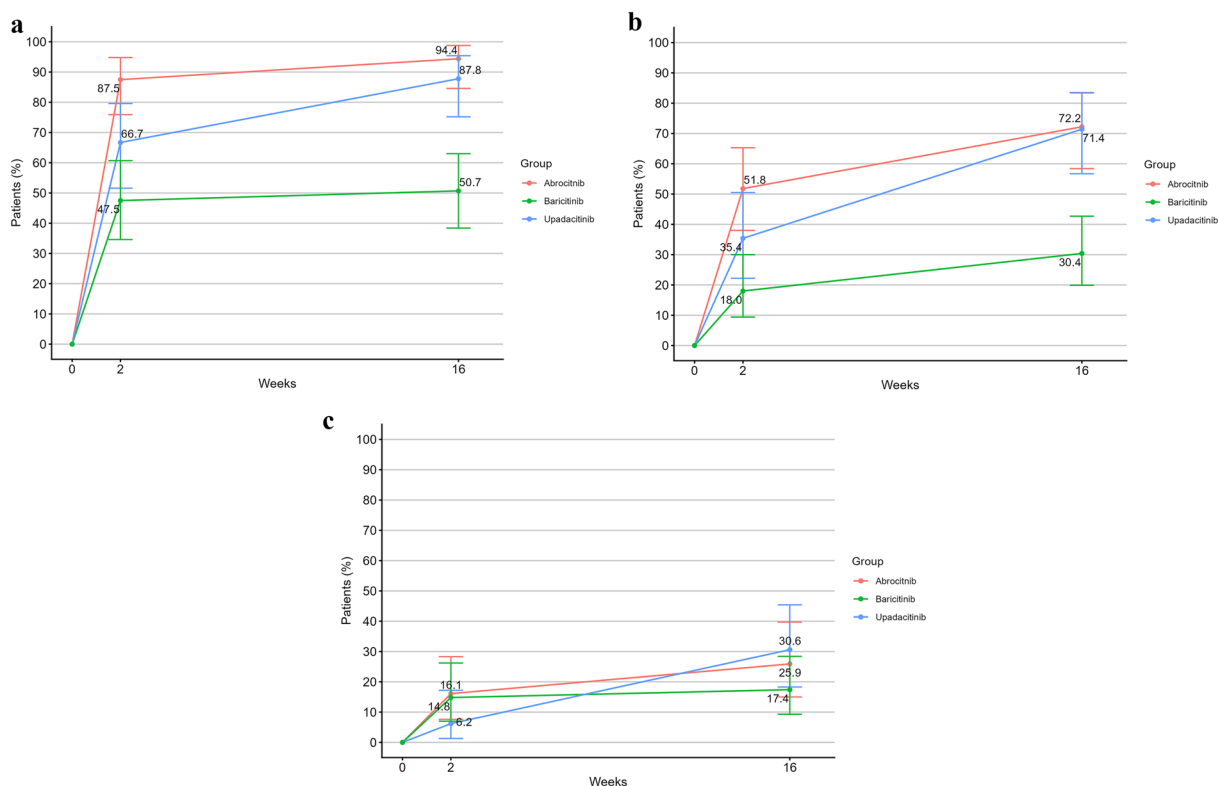 a
100
90
80
70
60
50
40
30
20
10
0
Patients (%)
94.4
87.8
87.5
66.7
50.7
47.5
0 2 16
Weeks
Group
Abrocitnib
Baricitinib
Upadacitinib
b
100
90
80
70
60
50
40
30
20
10
0
Patients (%)
72.2
71.4
51.8
35.4
30.4
18.0
0 2 16
Weeks
Group
Abrocitnib
Baricitinib
Upadacitinib
c
100
90
80
70
60
50
40
30
20
10
0
Patients (%)
30.6
25.9
16.1
14.8
17.4
6.2
0 2 16
Weeks
Group
Abrocitnib
Baricitinib
Upadacitinib